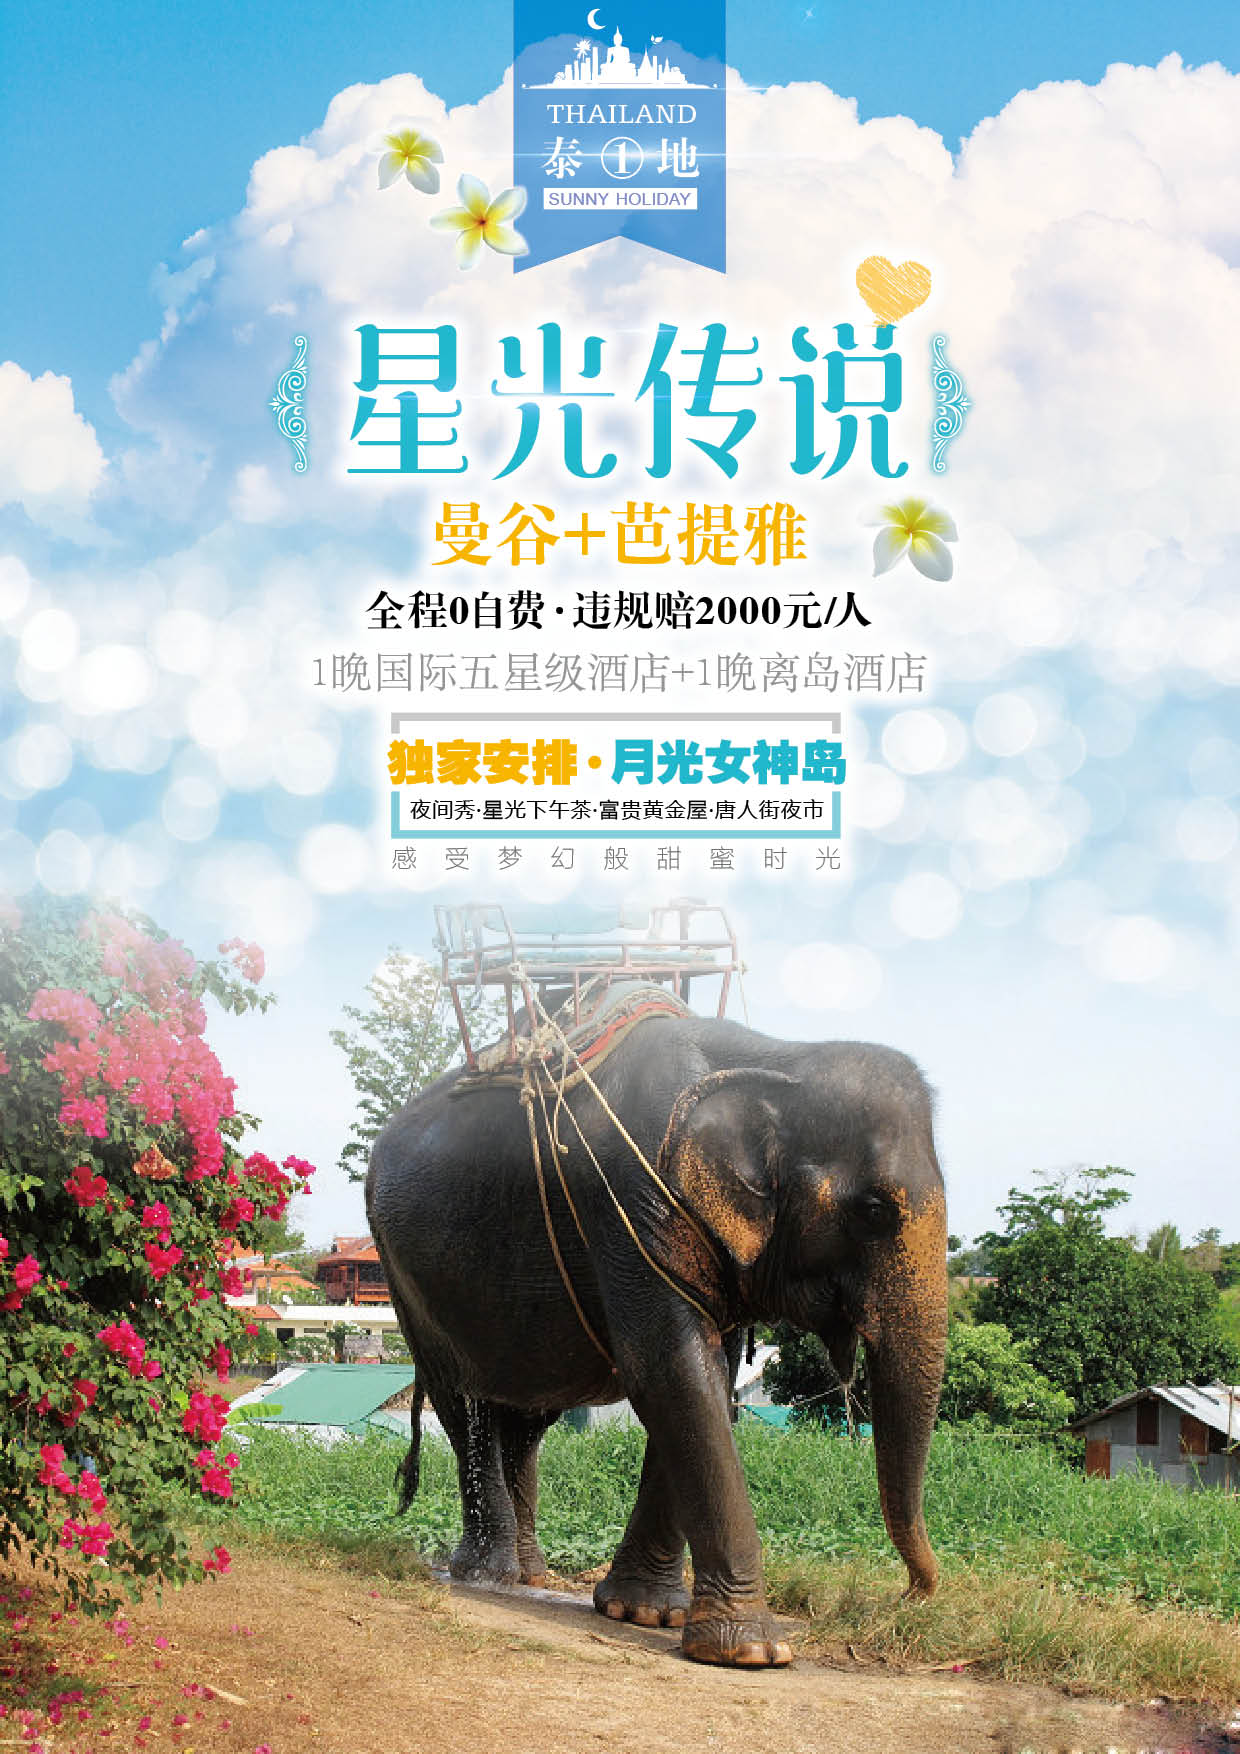 THAILAND
泰①地
SUNNY HOLIDAY
星光传说
曼谷+芭提雅
全程0自费·违规赔2000元/人
1晚国际五星级酒店+1晚离岛酒店
独家安排·月光女神岛
夜间秀·星光下午茶·富贵黄金屋·唐人街夜市
感受梦幻般甜蜜时光